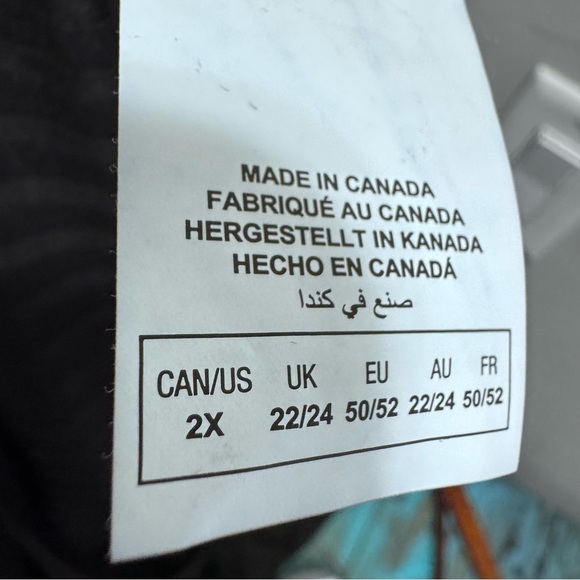 MADE IN CANADA
FABRIQUÉ AU CANADA
HERGESTELLT IN KANADA
HECHO EN CANADÁ
صنع في كندا
CAN/US UK EU AU FR
2X 22/24 50/52 22/24 50/52